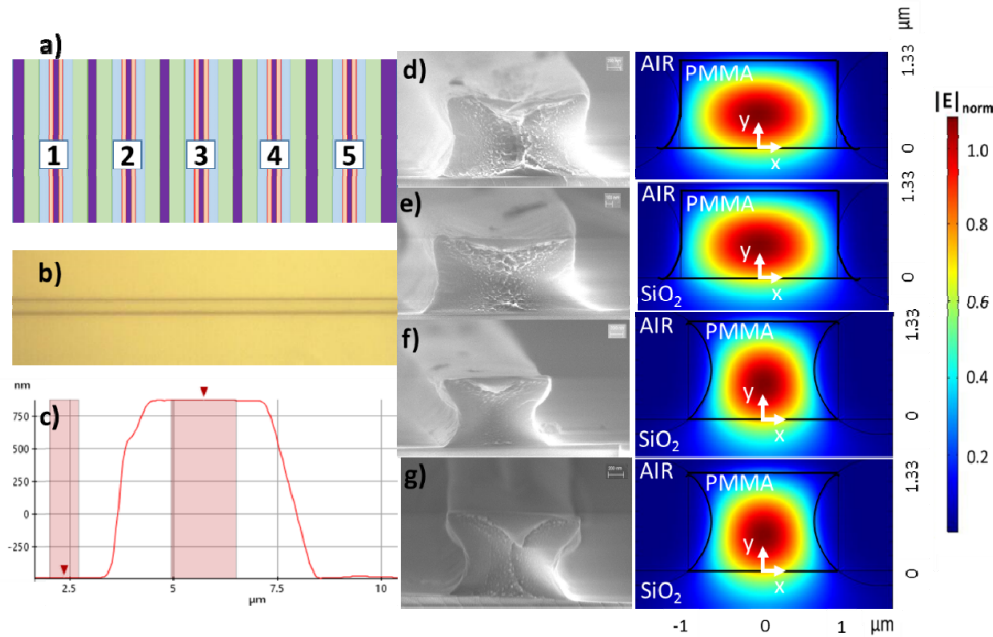 a)
1 2 3 4 5
b)
c)
nm
750
500
250
0
-250
2.5 5 7.5 10
µm
d)
AIR
PMMA
y
x
1.33
0
µm
e)
AIR
PMMA
y
x
SiO₂
1.33
0
f)
AIR
PMMA
y
x
SiO₂
1.33
0
g)
200 nm
AIR
PMMA
y
x
SiO₂
1.33
0
-1 0 1 µm
|E|norm
1.0
0.8
0.6
0.4
0.2